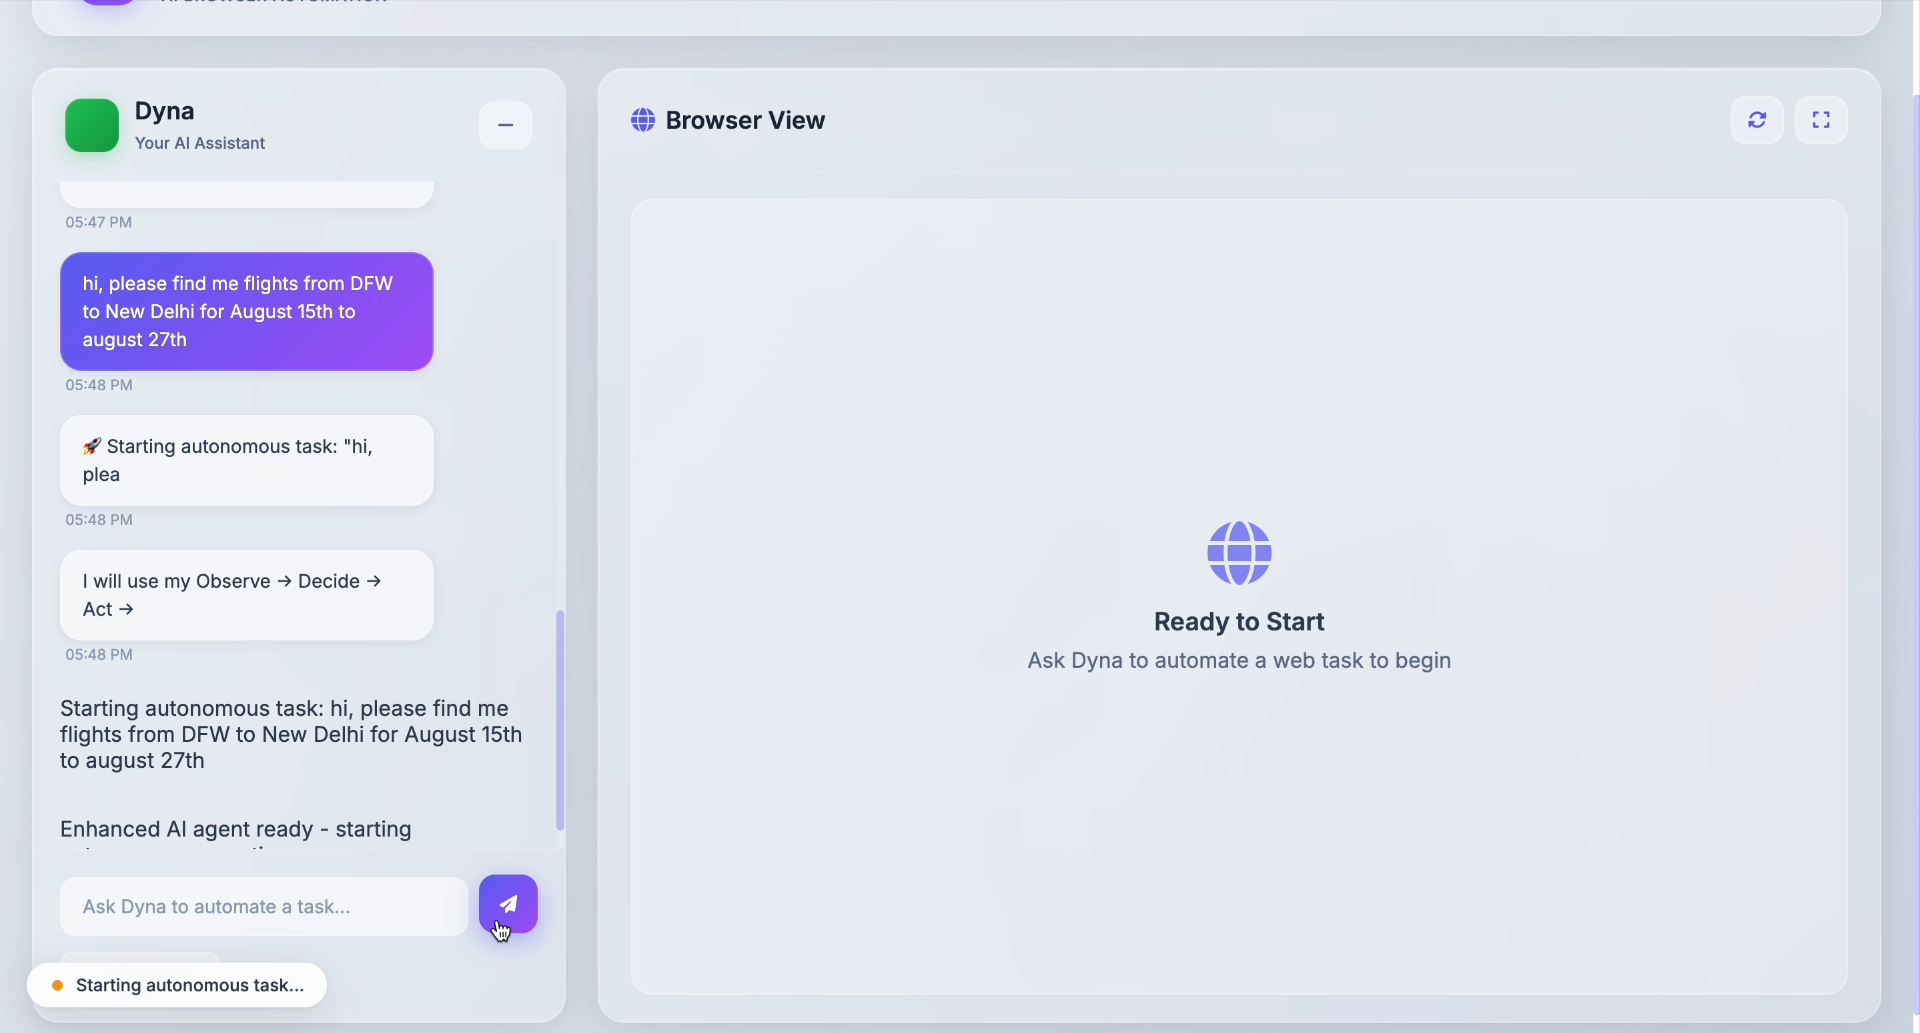 AI BROWSER AUTOMATION
Dyna
Your AI Assistant
05:47 PM
hi, please find me flights from DFW
to New Delhi for August 15th to
august 27th
05:48 PM
🚀 Starting autonomous task: "hi,
plea
05:48 PM
I will use my Observe → Decide →
Act →
05:48 PM
Starting autonomous task: hi, please find me
flights from DFW to New Delhi for August 15th
to august 27th
Enhanced AI agent ready - starting
Ask Dyna to automate a task...
Starting autonomous task...
Browser View
Ready to Start
Ask Dyna to automate a web task to begin